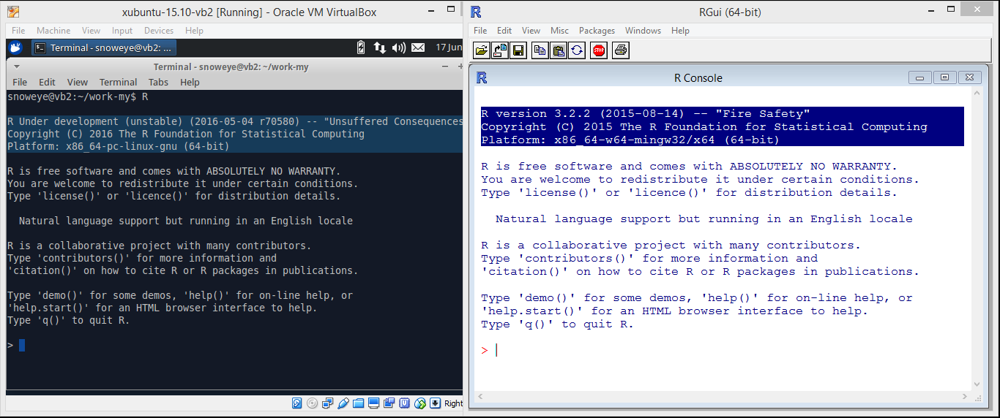 xubuntu-15.10-vb2 [Running] - Oracle VM VirtualBox
File Machine View Input Devices Help
Terminal - snoweye@vb2: ...
17 Jun
Terminal - snoweye@vb2: ~/work-my
File Edit View Terminal Tabs Help
snoweye@vb2:~/work-my$ R
R Under development (unstable) (2016-05-04 r70580) -- "Unsuffered Consequences
Copyright (C) 2016 The R Foundation for Statistical Computing
Platform: x86_64-pc-linux-gnu (64-bit)
R is free software and comes with ABSOLUTELY NO WARRANTY.
You are welcome to redistribute it under certain conditions.
Type 'license()' or 'licence()' for distribution details.
Natural language support but running in an English locale
R is a collaborative project with many contributors.
Type 'contributors()' for more information and
'citation()' on how to cite R or R packages in publications.
Type 'demo()' for some demos, 'help()' for on-line help, or
'help.start()' for an HTML browser interface to help.
Type 'q()' to quit R.
>
Right
RGui (64-bit)
File Edit View Misc Packages Windows Help
STOP
R Console
R version 3.2.2 (2015-08-14) -- "Fire Safety"
Copyright (C) 2015 The R Foundation for Statistical Computing
Platform: x86_64-w64-mingw32/x64 (64-bit)
R is free software and comes with ABSOLUTELY NO WARRANTY.
You are welcome to redistribute it under certain conditions.
Type 'license()' or 'licence()' for distribution details.
Natural language support but running in an English locale
R is a collaborative project with many contributors.
Type 'contributors()' for more information and
'citation()' on how to cite R or R packages in publications.
Type 'demo()' for some demos, 'help()' for on-line help, or
'help.start()' for an HTML browser interface to help.
Type 'q()' to quit R.
>